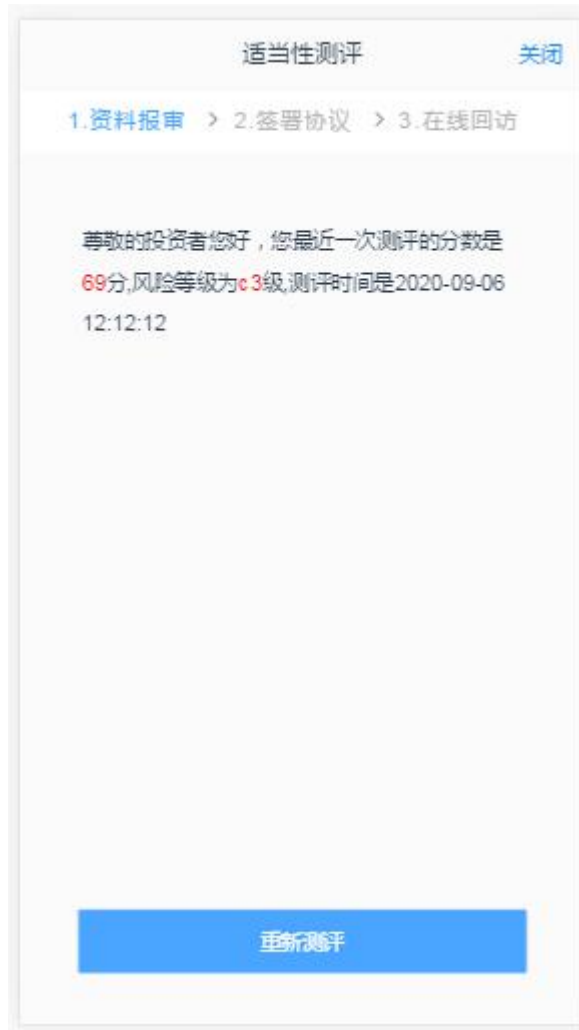 适当性测评 关闭
1.资料报审 > 2.签署协议 > 3.在线回访
尊敬的投资者您好，您最近一次测评的分数是
69分,风险等级为c3级,测评时间是2020-09-06
12:12:12
重新测评